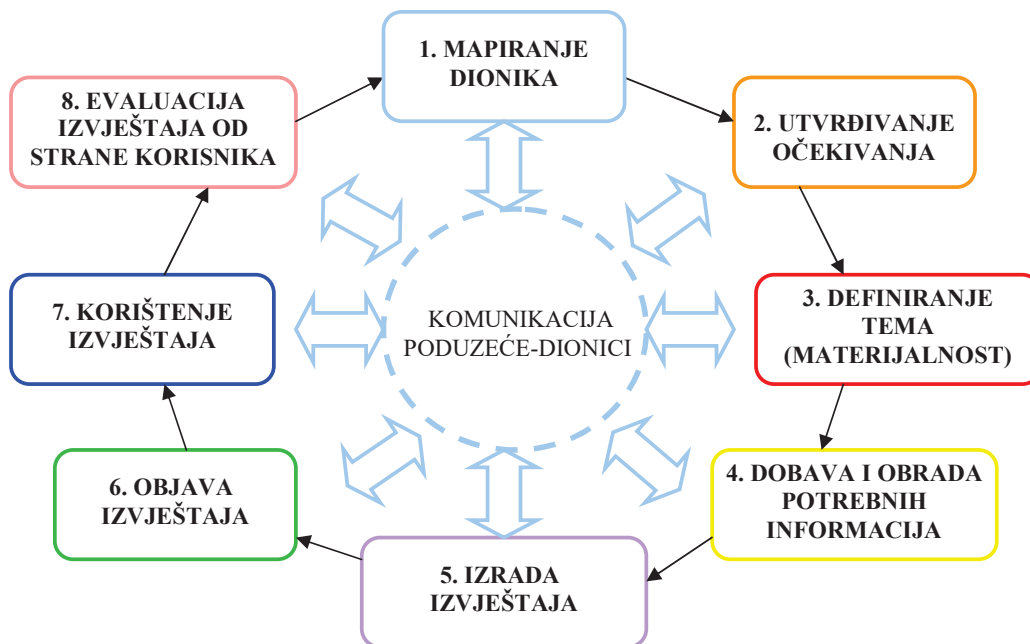 1. MAPIRANJE
DIONIKA
2. UTVRĐIVANJE
OČEKIVANJA
3. DEFINIRANJE
TEMA
(MATERIJALNOST)
4. DOBAVA I OBRADA
POTREBNIH
INFORMACIJA
5. IZRADA
IZVJEŠTAJA
6. OBJAVA
IZVJEŠTAJA
7. KORIŠTENJE
IZVJEŠTAJA
8. EVALUACIJA
IZVJEŠTAJA OD
STRANE KORISNIKA
KOMUNIKACIJA
PODUZEĆE-DIONICI